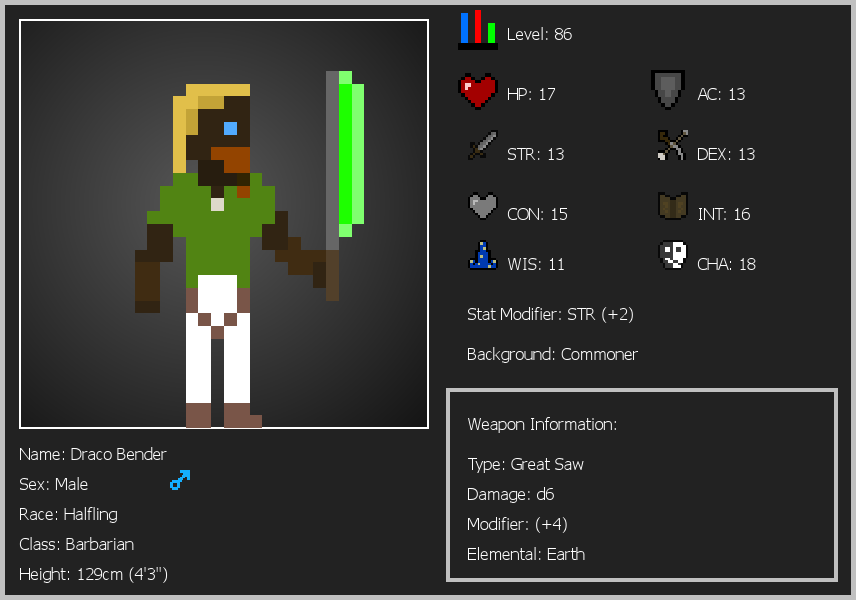 Level: 86
HP: 17
AC: 13
STR: 13
DEX: 13
CON: 15
INT: 16
WIS: 11
CHA: 18
Stat Modifier: STR (+2)
Background: Commoner
Weapon Information:
Type: Great Saw
Damage: d6
Modifier: (+4)
Elemental: Earth
Name: Draco Bender
Sex: Male
Race: Halfling
Class: Barbarian
Height: 129cm (4'3")